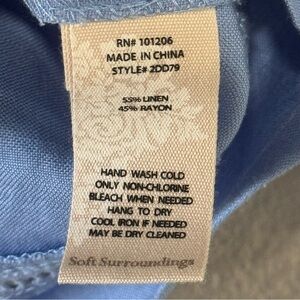 RN# 101206
MADE IN CHINA
STYLE# 2DD79
55% LINEN
45% RAYON
HAND WASH COLD
ONLY NON-CHLORINE
BLEACH WHEN NEEDED
HANG TO DRY
COOL IRON IF NEEDED
MAY BE DRY CLEANED
Soft Surroundings